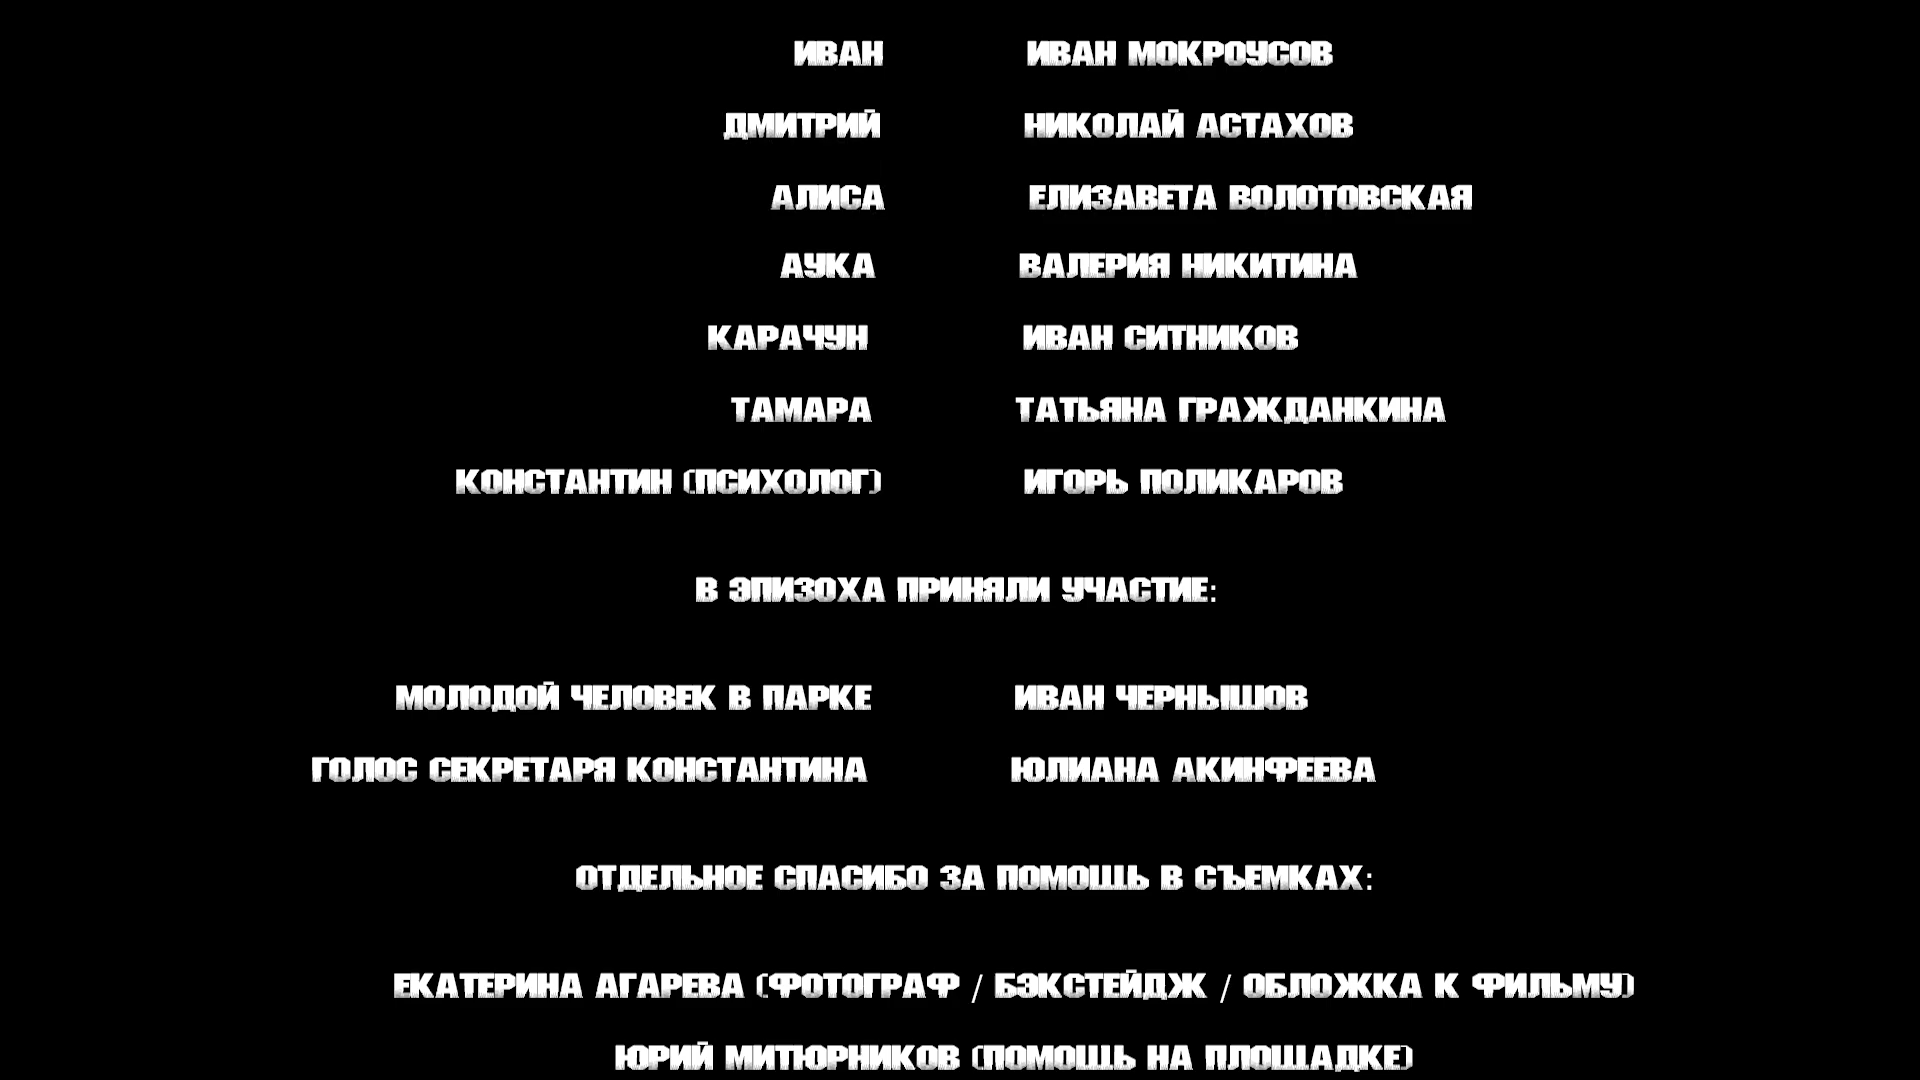 ИВАН ИВАН МОКРОУСОВ
ДМИТРИЙ НИКОЛАЙ АСТАХОВ
АЛИСА ЕЛИЗАВЕТА ВОЛОТОВСКАЯ
АУКА ВАЛЕРИЯ НИКИТИНА
КАРАЧУН ИВАН СИТНИКОВ
ТАМАРА ТАТЬЯНА ГРАЖДАНКИНА
КОНСТАНТИН (ПСИХОЛОГ) ИГОРЬ ПОЛИКАРОВ
В ЭПИЗОХА ПРИНЯЛИ УЧАСТИЕ:
МОЛОДОЙ ЧЕЛОВЕК В ПАРКЕ ИВАН ЧЕРНЫШОВ
ГОЛОС СЕКРЕТАРЯ КОНСТАНТИНА ЮЛИАНА АКИНФЕЕВА
ОТДЕЛЬНОЕ СПАСИБО ЗА ПОМОЩЬ В СЪЕМКАХ:
ЕКАТЕРИНА АГАРЕВА (ФОТОГРАФ / БЭКСТЕЙДЖ / ОБЛОЖКА К ФИЛЬМУ)
ЮРИЙ МИТЮРНИКОВ (ПОМОЩЬ НА ПЛОЩАДКЕ)